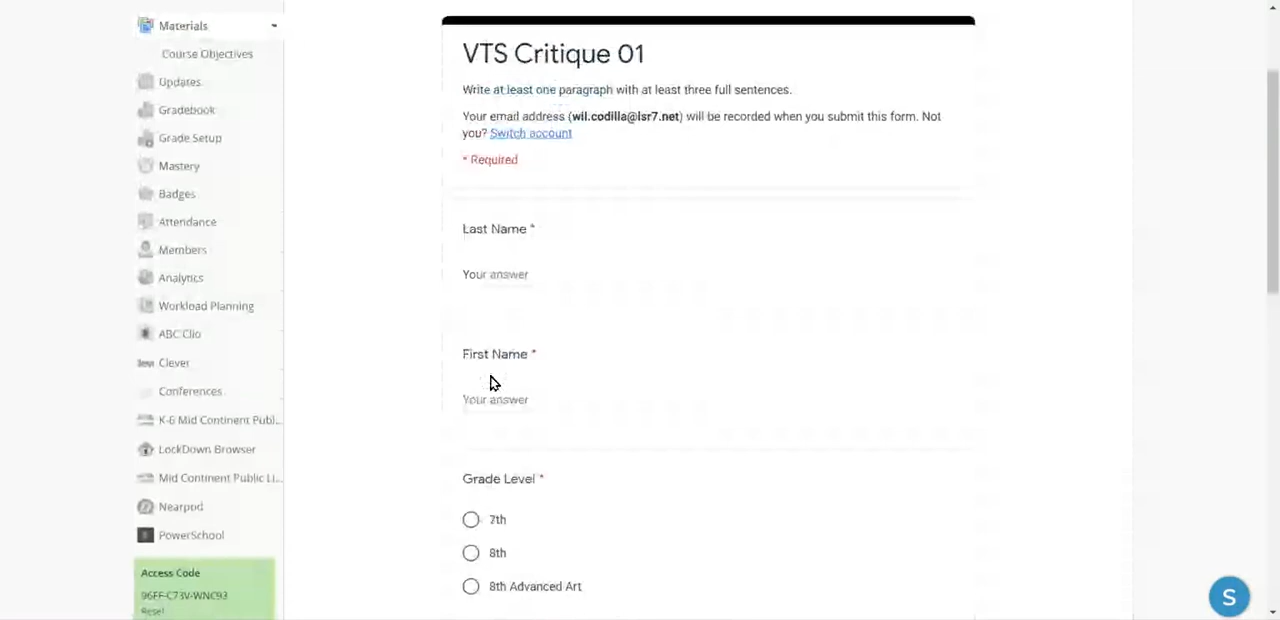 Materials
Course Objectives
Updates
Gradebook
Grade Setup
Mastery
Badges
Attendance
Members
Analytics
Workload Planning
ABC Clio
Clever
Conferences
K-6 Mid Continent Publ...
LockDown Browser
Mid Continent Public Li...
Nearpod
PowerSchool
Access Code
96FF-C73V-WNC93
Reset
VTS Critique 01
Write at least one paragraph with at least three full sentences.
Your email address (wil.codilla@lsr7.net) will be recorded when you submit this form. Not
you? Switch account
* Required
Last Name *
Your answer
First Name *
Your answer
Grade Level *
7th
8th
8th Advanced Art
S